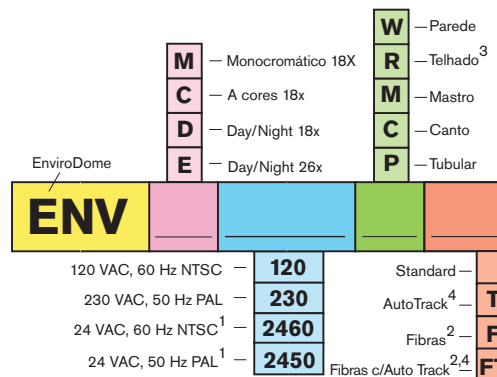 W — Parede
R — Telhado³
M — Mastro
C — Canto
P — Tubular
M — Monocromático 18X
C — A cores 18x
D — Day/Night 18x
E — Day/Night 26x
EnviroDome
ENV
120 VAC, 60 Hz NTSC — 120
230 VAC, 50 Hz PAL — 230
24 VAC, 60 Hz NTSC¹ — 2460
24 VAC, 50 Hz PAL¹ — 2450
Standard —
AutoTrack⁴ — T
Fibras² — F
Fibras c/Auto Track²,⁴ — FT